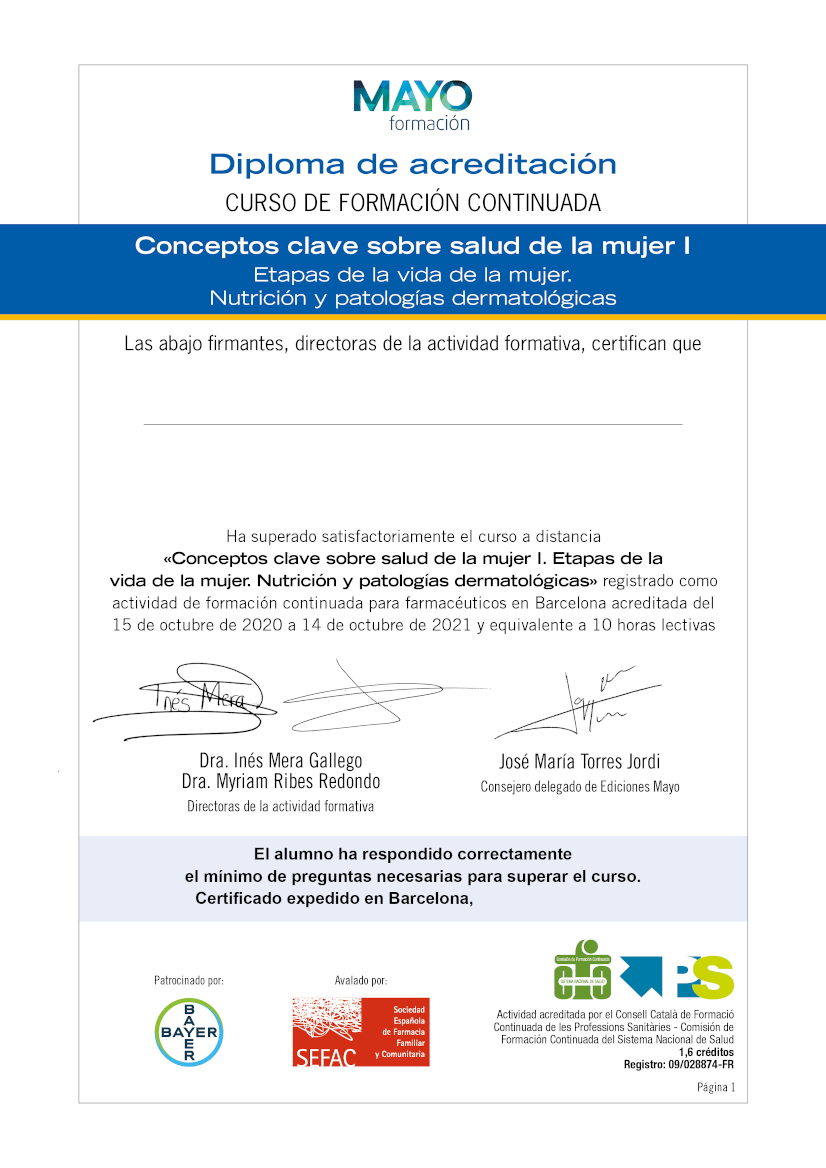 MAYO
formación
Diploma de acreditación
CURSO DE FORMACIÓN CONTINUADA
Conceptos clave sobre salud de la mujer I
Etapas de la vida de la mujer.
Nutrición y patologías dermatológicas
Las abajo firmantes, directoras de la actividad formativa, certifican que
Ha superado satisfactoriamente el curso a distancia
«Conceptos clave sobre salud de la mujer I. Etapas de la
vida de la mujer. Nutrición y patologías dermatológicas» registrado como
actividad de formación continuada para farmacéuticos en Barcelona acreditada del
15 de octubre de 2020 a 14 de octubre de 2021 y equivalente a 10 horas lectivas
Inés Mera
Dra. Inés Mera Gallego
Dra. Myriam Ribes Redondo
Directoras de la actividad formativa
José María Torres Jordi
Consejero delegado de Ediciones Mayo
El alumno ha respondido correctamente
el mínimo de preguntas necesarias para superar el curso.
Certificado expedido en Barcelona,
Patrocinado por:
BAYER
BAYER
Avalado por:
SEFAC
Sociedad
Española
de Farmacia
Familiar
y Comunitaria
Comisión de Formación Continuada
SISTEMA NACIONAL DE SALUD
PS
Actividad acreditada por el Consell Català de Formació
Continuada de les Professions Sanitàries - Comisión de
Formación Continuada del Sistema Nacional de Salud
1,6 créditos
Registro: 09/028874-FR
Página 1